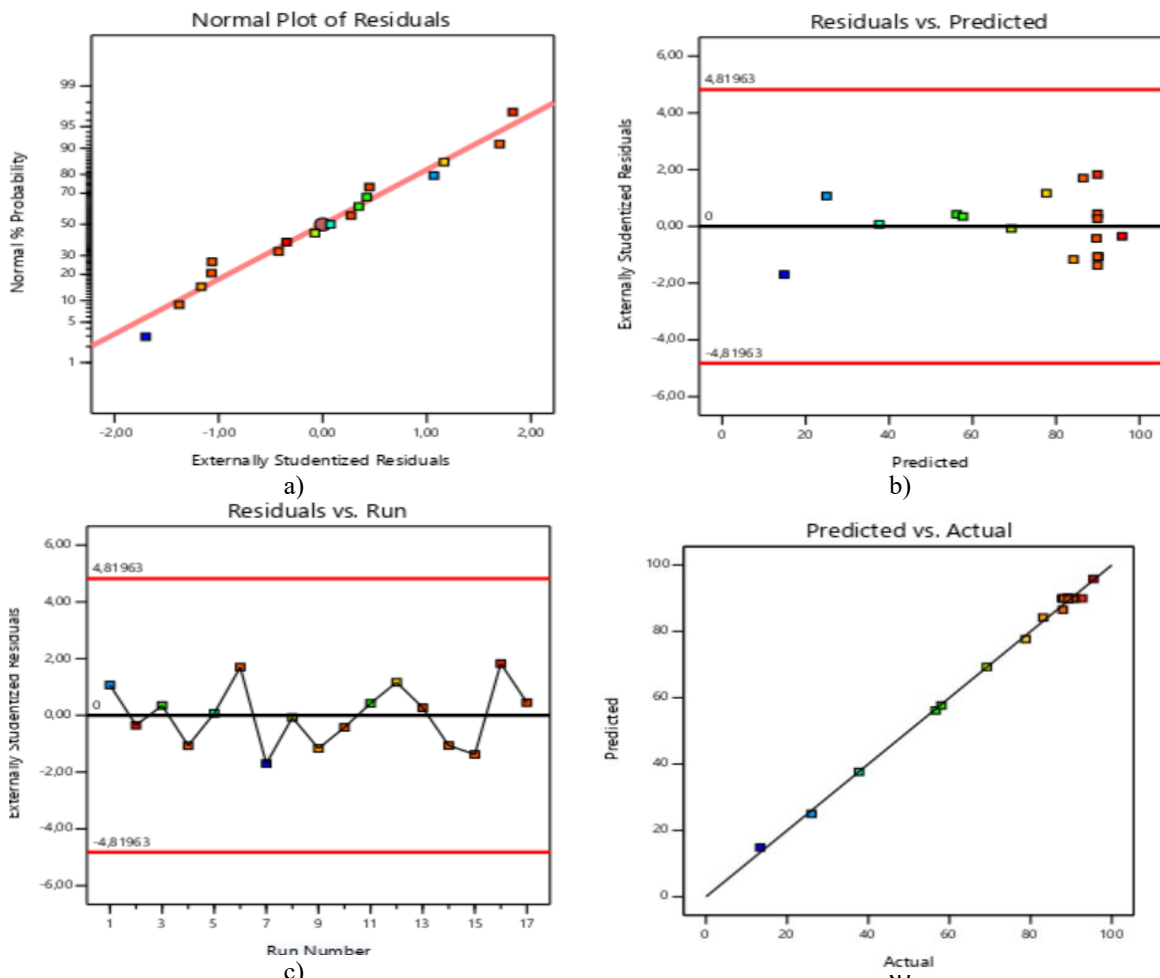 Normal Plot of Residuals
Normal % Probability
99
95
90
80
70
50
30
20
10
5
1
-2,00 -1,00 0,00 1,00 2,00
Externally Studentized Residuals
a)
Residuals vs. Predicted
Externally Studentized Residuals
6,00
4,81963
4,00
2,00
0
0,00
-2,00
-4,00
-4,81963
-6,00
0 20 40 60 80 100
Predicted
b)
Residuals vs. Run
Externally Studentized Residuals
6,00
4,81963
4,00
2,00
0
0,00
-2,00
-4,00
-4,81963
-6,00
1 3 5 7 9 11 13 15 17
Run Number
c)
Predicted vs. Actual
Predicted
100
80
60
40
20
0
0 20 40 60 80 100
Actual